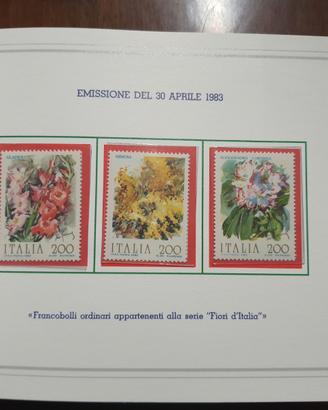 EMISSIONE DEL 30 APRILE 1983
MIMOSA
ITALIA 200
ITALIA 200
ITALIA 200
«Francobolli ordinari appartenenti alla serie "Fiori d'Italia"»